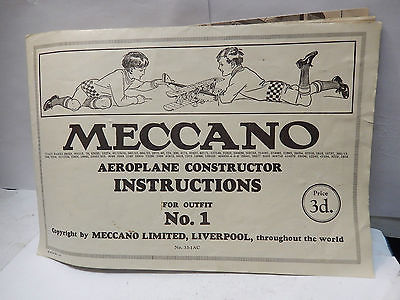 MECCANO
AEROPLANE CONSTRUCTOR
INSTRUCTIONS
FOR OUTFIT
No. 1
Price
3d.
Copyright by MECCANO LIMITED, LIVERPOOL, throughout the world